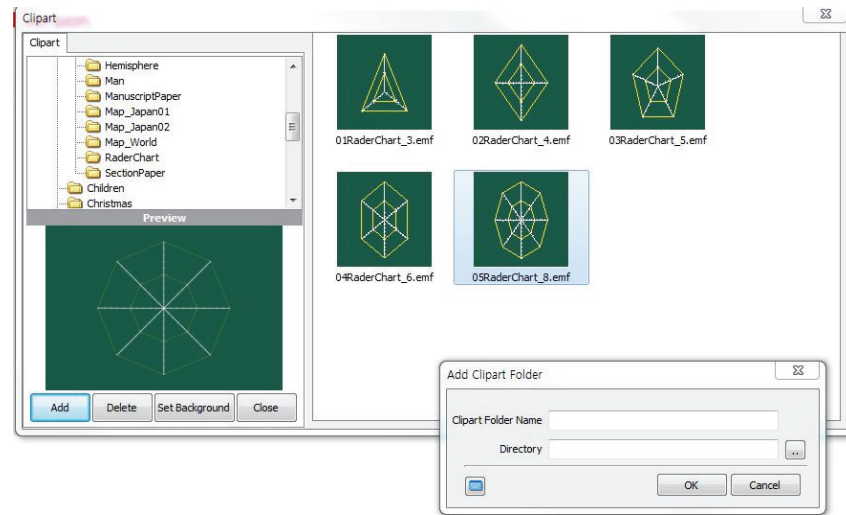 Clipart
Clipart
Hemisphere
Man
ManuscriptPaper
Map_Japan01
Map_Japan02
Map_World
RaderChart
SectionPaper
Children
Christmas
Preview
Add Delete Set Background Close
01RaderChart_3.emf 02RaderChart_4.emf 03RaderChart_5.emf
04RaderChart_6.emf 05RaderChart_8.emf
Add Clipart Folder
Clipart Folder Name
Directory ..
OK Cancel